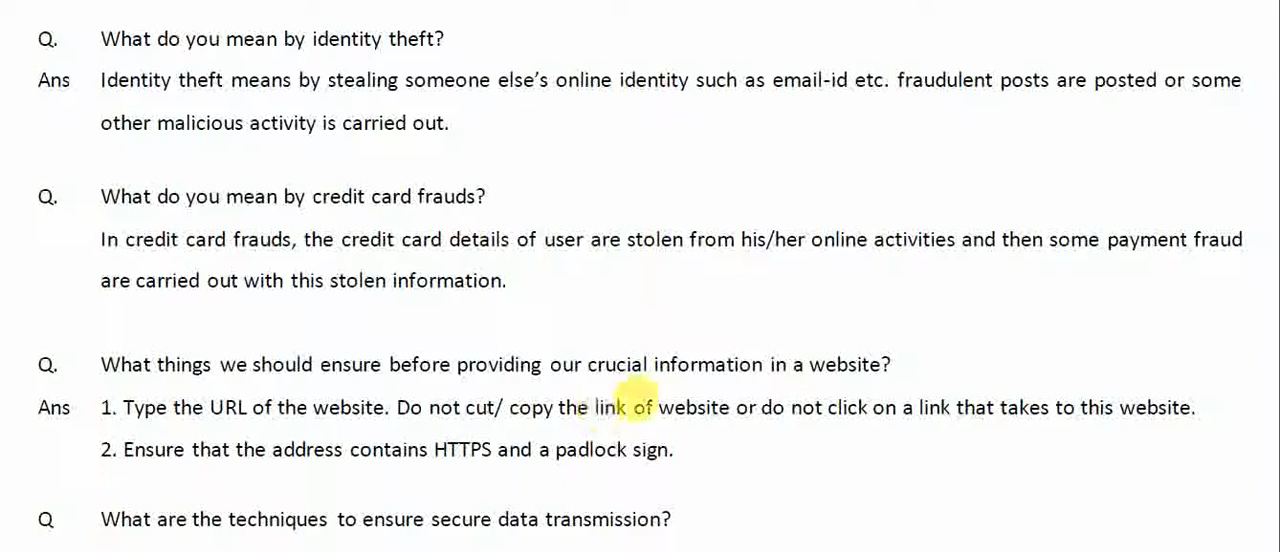 Q. What do you mean by identity theft?
Ans Identity theft means by stealing someone else’s online identity such as email-id etc. fraudulent posts are posted or some
other malicious activity is carried out.
Q. What do you mean by credit card frauds?
In credit card frauds, the credit card details of user are stolen from his/her online activities and then some payment fraud
are carried out with this stolen information.
Q. What things we should ensure before providing our crucial information in a website?
Ans 1. Type the URL of the website. Do not cut/ copy the link of website or do not click on a link that takes to this website.
2. Ensure that the address contains HTTPS and a padlock sign.
Q What are the techniques to ensure secure data transmission?